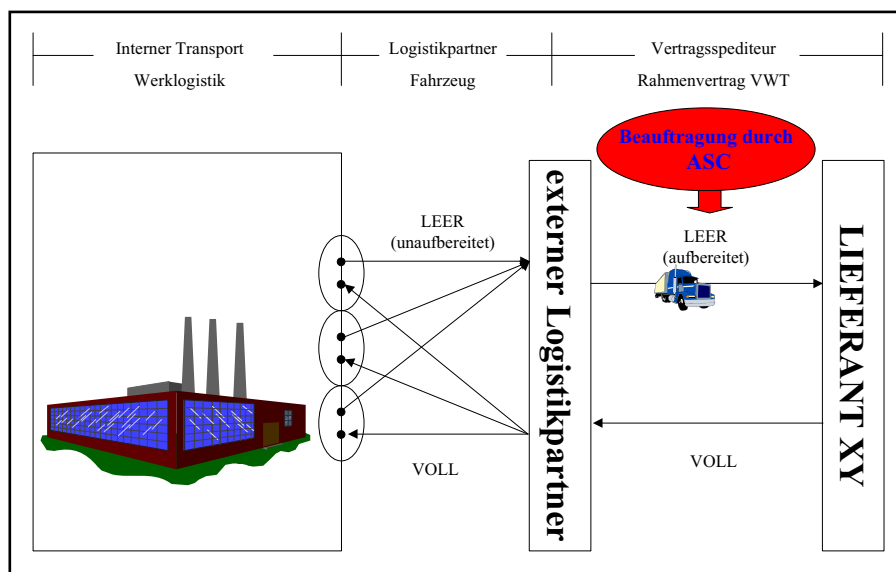 Interner Transport
Werklogistik
Logistikpartner
Fahrzeug
Vertragsspediteur
Rahmenvertrag VWT
Beauftragung durch
ASC
LEER
(unaufbereitet)
externer Logistikpartner
LEER
(aufbereitet)
LIEFERANT XY
VOLL
VOLL